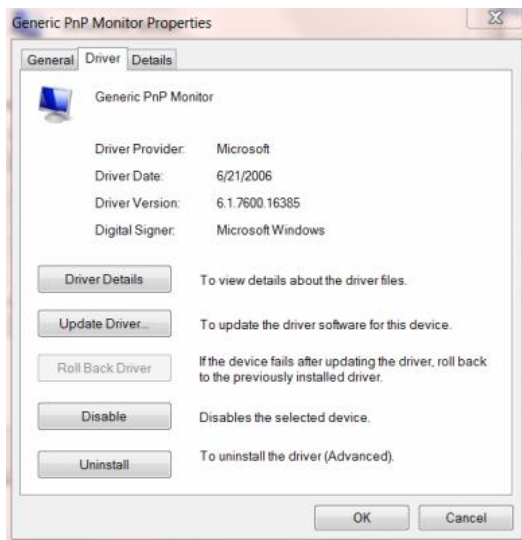 Generic PnP Monitor Properties
General Driver Details
Generic PnP Monitor
Driver Provider: Microsoft
Driver Date: 6/21/2006
Driver Version: 6.1.7600.16385
Digital Signer: Microsoft Windows
Driver Details To view details about the driver files.
Update Driver... To update the driver software for this device.
Roll Back Driver If the device fails after updating the driver, roll back
to the previously installed driver.
Disable Disables the selected device.
Uninstall To uninstall the driver (Advanced).
OK Cancel